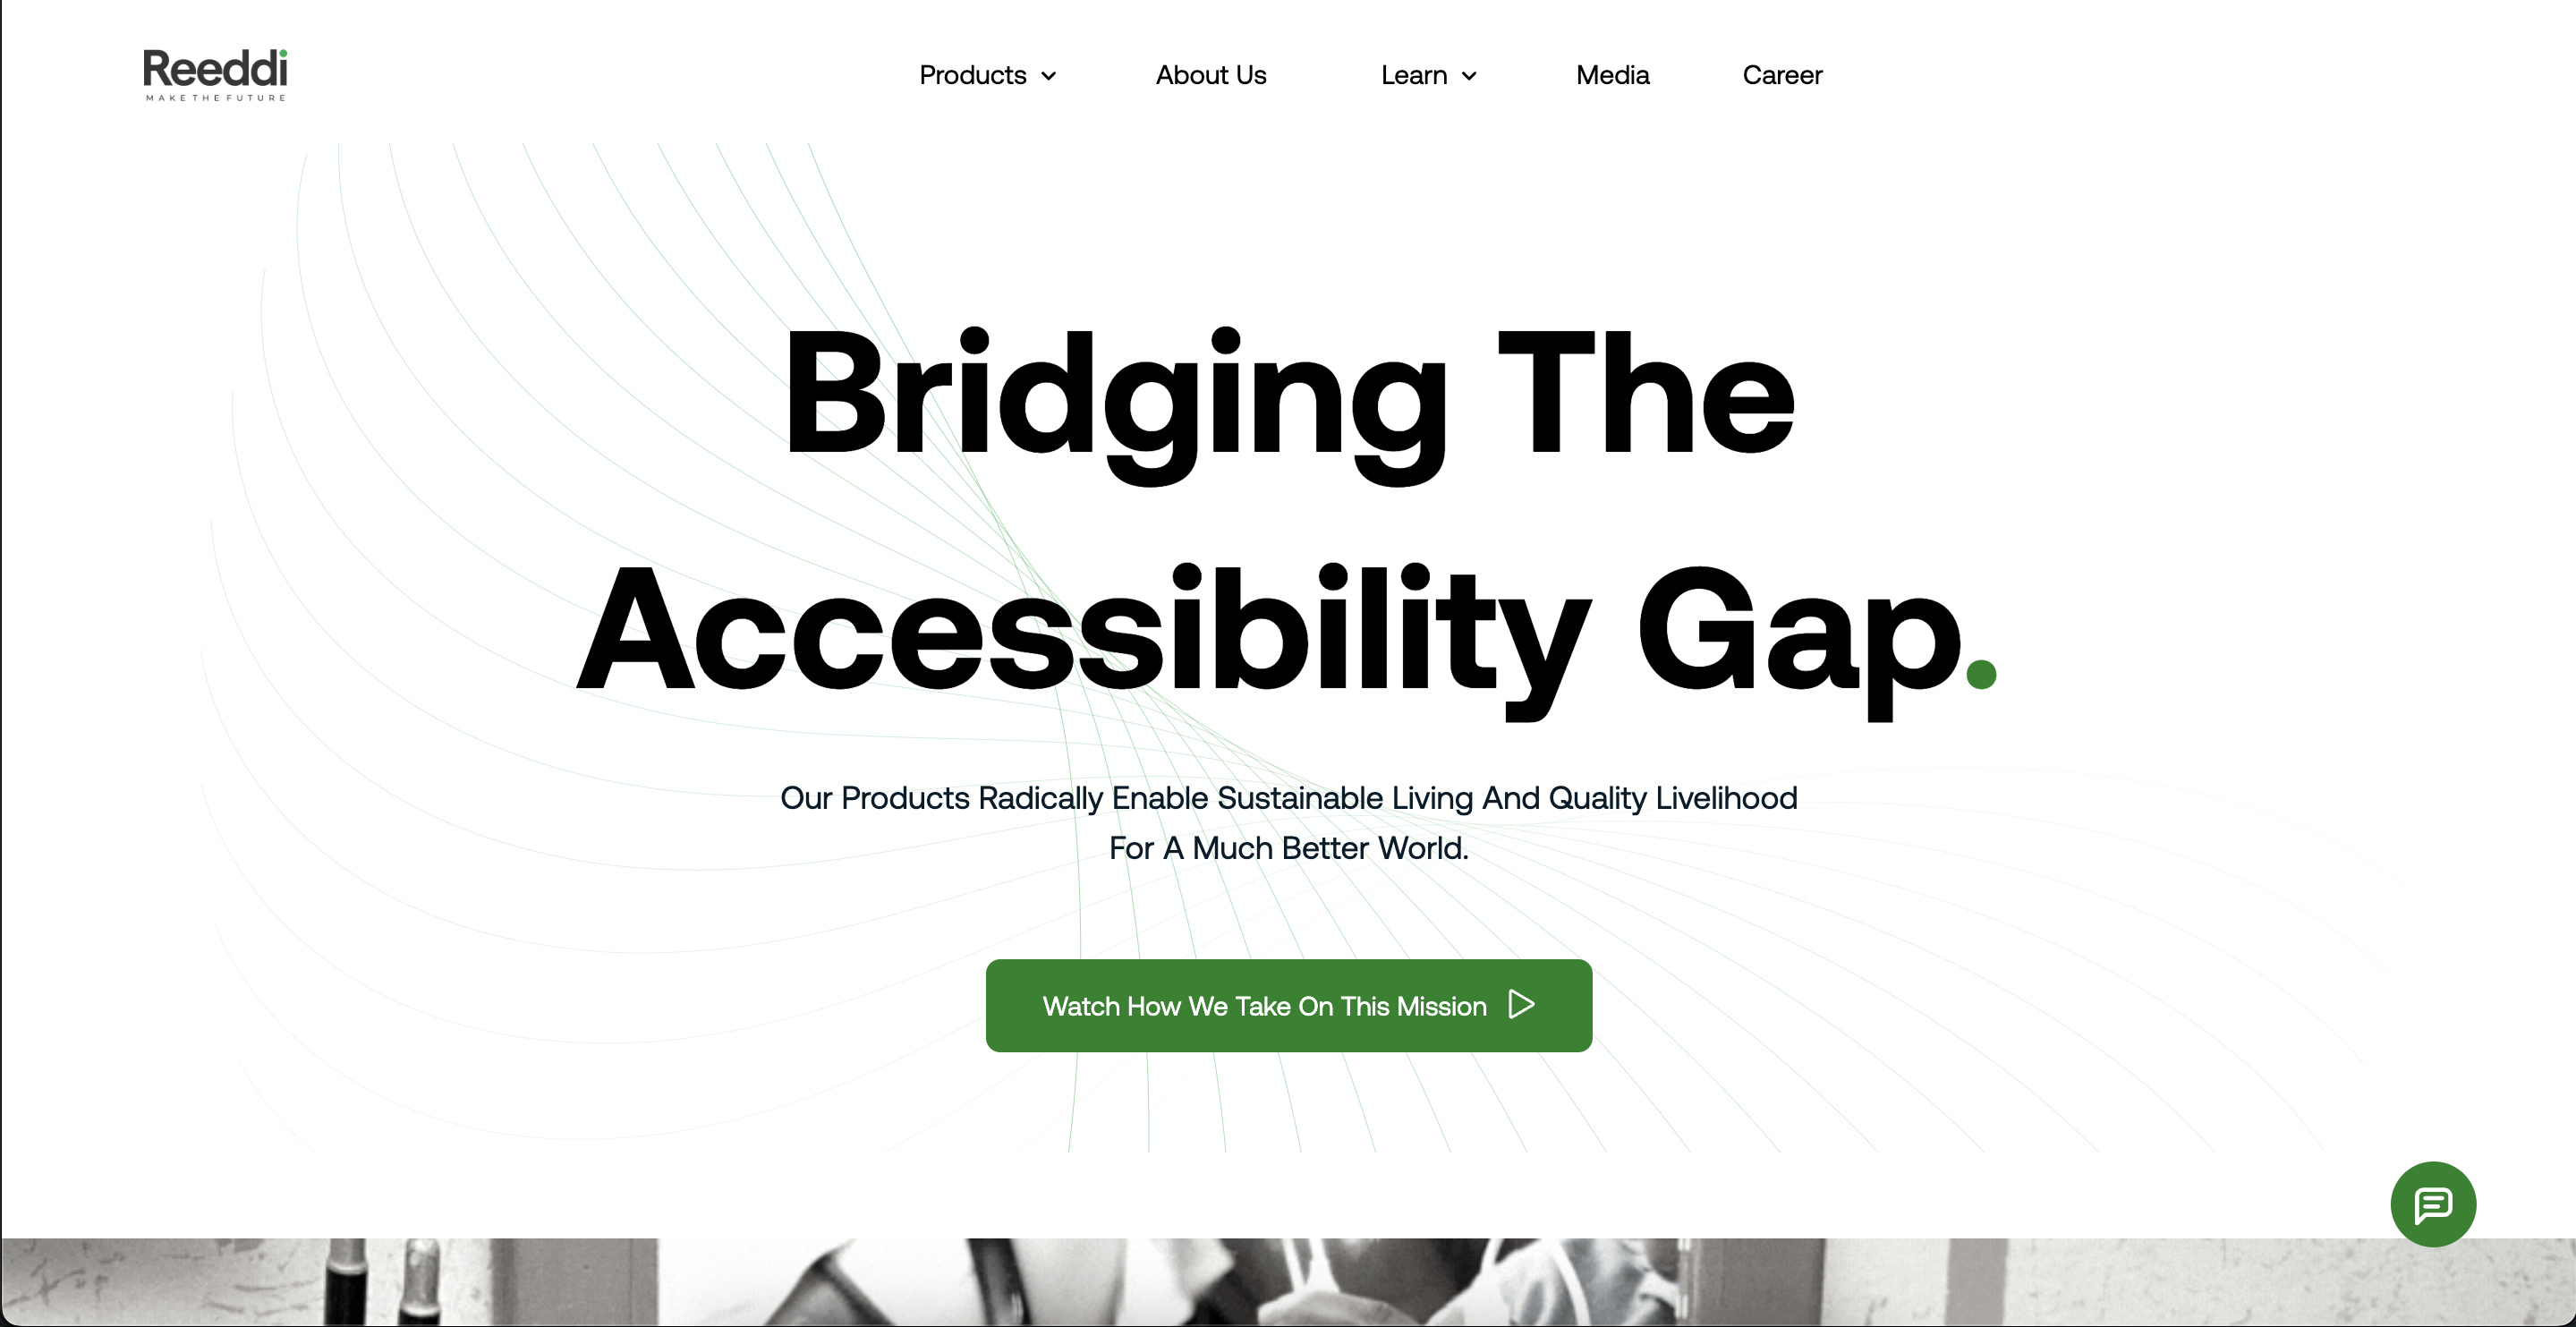 Reeddi
MAKE THE FUTURE
Products
About Us
Learn
Media
Career
Bridging The
Accessibility Gap.
Our Products Radically Enable Sustainable Living And Quality Livelihood
For A Much Better World.
Watch How We Take On This Mission